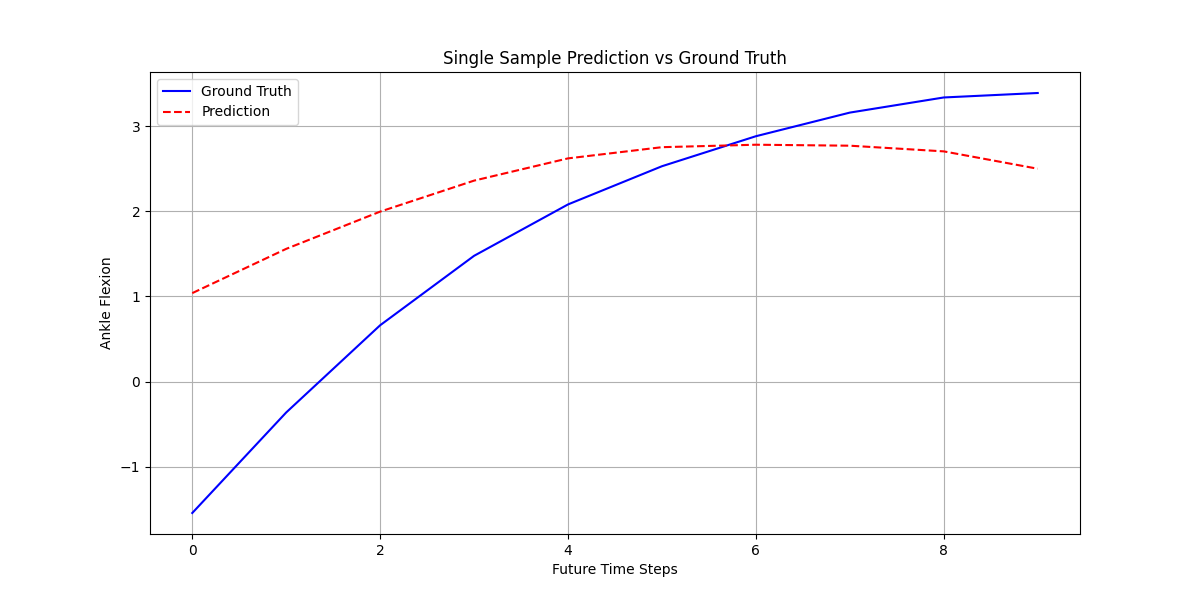 Single Sample Prediction vs Ground Truth
Ground Truth
Prediction
3
2
1
0
−1
Ankle Flexion
0 2 4 6 8
Future Time Steps